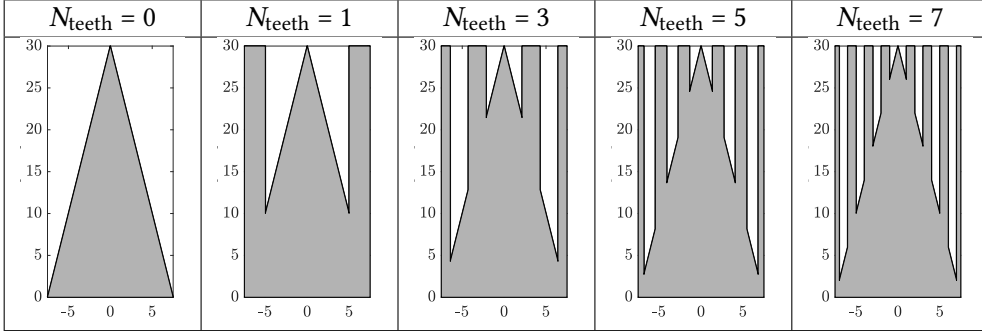 N_teeth = 0
N_teeth = 1
N_teeth = 3
N_teeth = 5
N_teeth = 7
30 30 30 30 30
25 25 25 25 25
20 20 20 20 20
15 15 15 15 15
10 10 10 10 10
5 5 5 5 5
0 0 0 0 0
-5 0 5 -5 0 5 -5 0 5 -5 0 5 -5 0 5